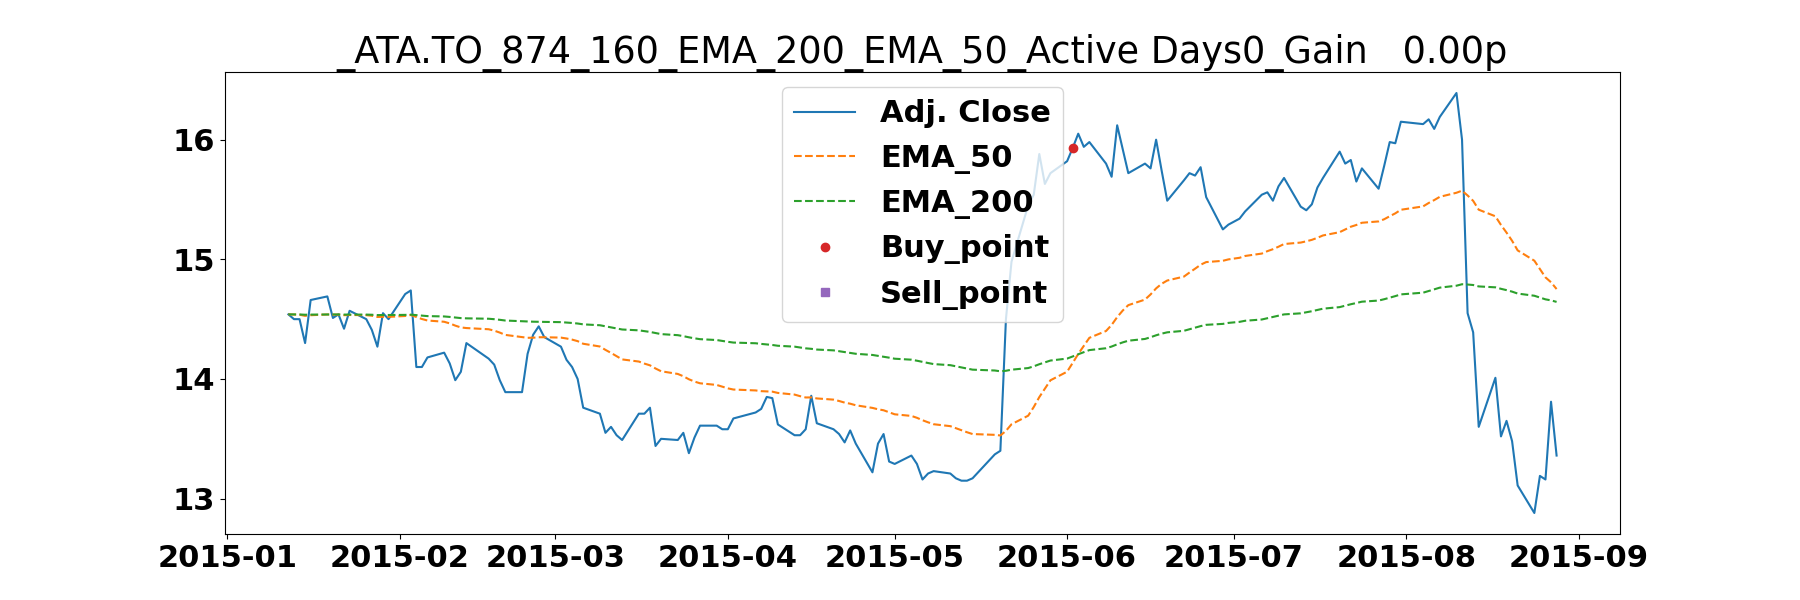 _ATA.TO_874_160_EMA_200_EMA_50_Active Days0_Gain   0.00p
Adj. Close
EMA_50
EMA_200
Buy_point
Sell_point
16
15
14
13
2015-01 2015-02 2015-03 2015-04 2015-05 2015-06 2015-07 2015-08 2015-09